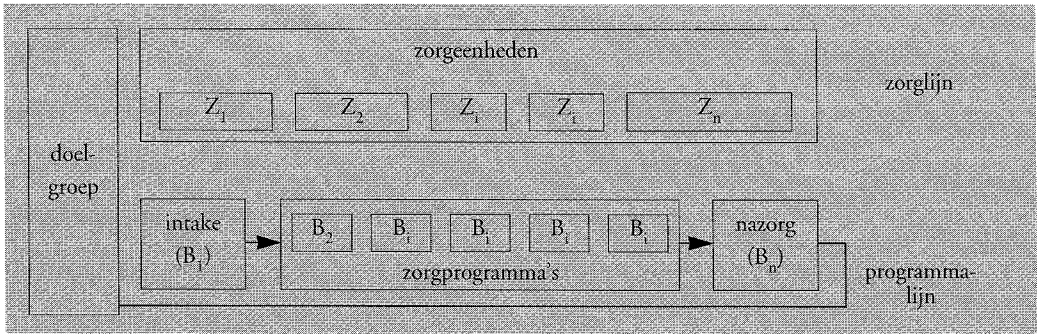 zorgeenheden
Z₁ Z₂ Zᵢ Zᵢ Zₙ
zorglijn
doel-
groep
intake
(B₁)
B₂ Bᵢ Bᵢ Bᵢ Bᵢ
zorgprogramma's
nazorg
(Bₙ)
programma-
lijn